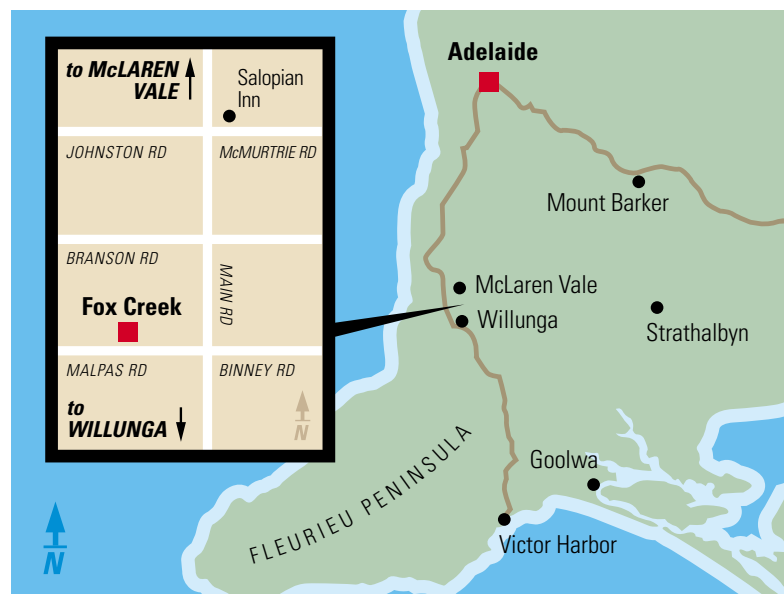 to McLAREN
VALE
Salopian
Inn
JOHNSTON RD
McMURTRIE RD
BRANSON RD
MAIN RD
Fox Creek
MALPAS RD
BINNEY RD
to
WILLUNGA
N
Adelaide
Mount Barker
McLaren Vale
Willunga
Strathalbyn
Goolwa
FLEURIEU PENINSULA
Victor Harbor
N